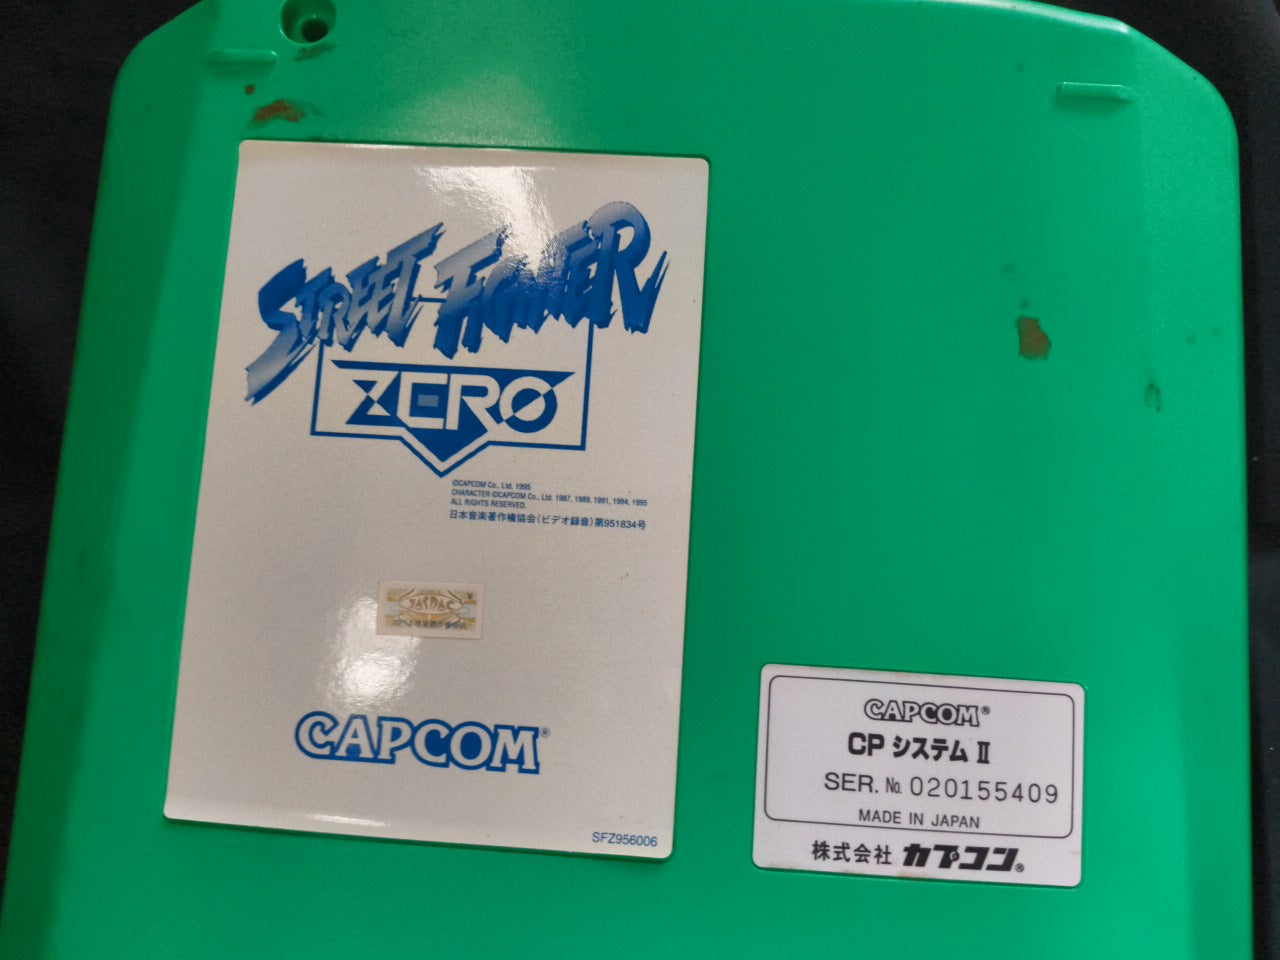 STREET FIGHTER
ZERO
©CAPCOM Co., Ltd. 1995
CHARACTER ©CAPCOM Co., Ltd. 1987, 1989, 1991, 1994, 1995
ALL RIGHTS RESERVED.
日本音楽著作権協会(ビデオ録音)第951834号
JASRAC
CAPCOM®
SFZ956006
CAPCOM®
CP システム II
SER. № 020155409
MADE IN JAPAN
株式会社 カプコン®